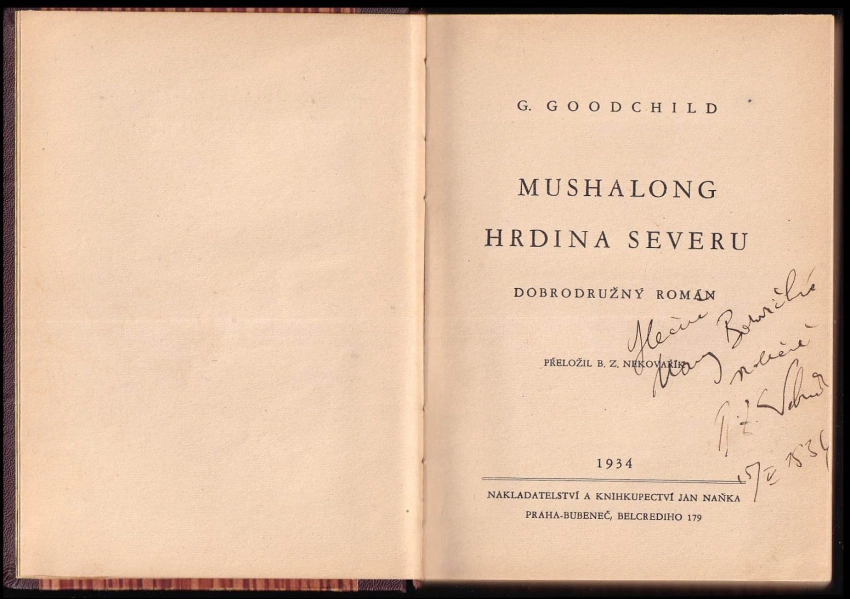 G. GOODCHILD
MUSHALONG
HRDINA SEVERU
DOBRODRUŽNÝ ROMÁN
PŘELOŽIL B. Z. NEKOVAŘÍK
1934
NAKLADATELSTVÍ A KNIHKUPECTVÍ JAN NAŇKA
PRAHA-BUBENEČ, BELCREDIHO 179